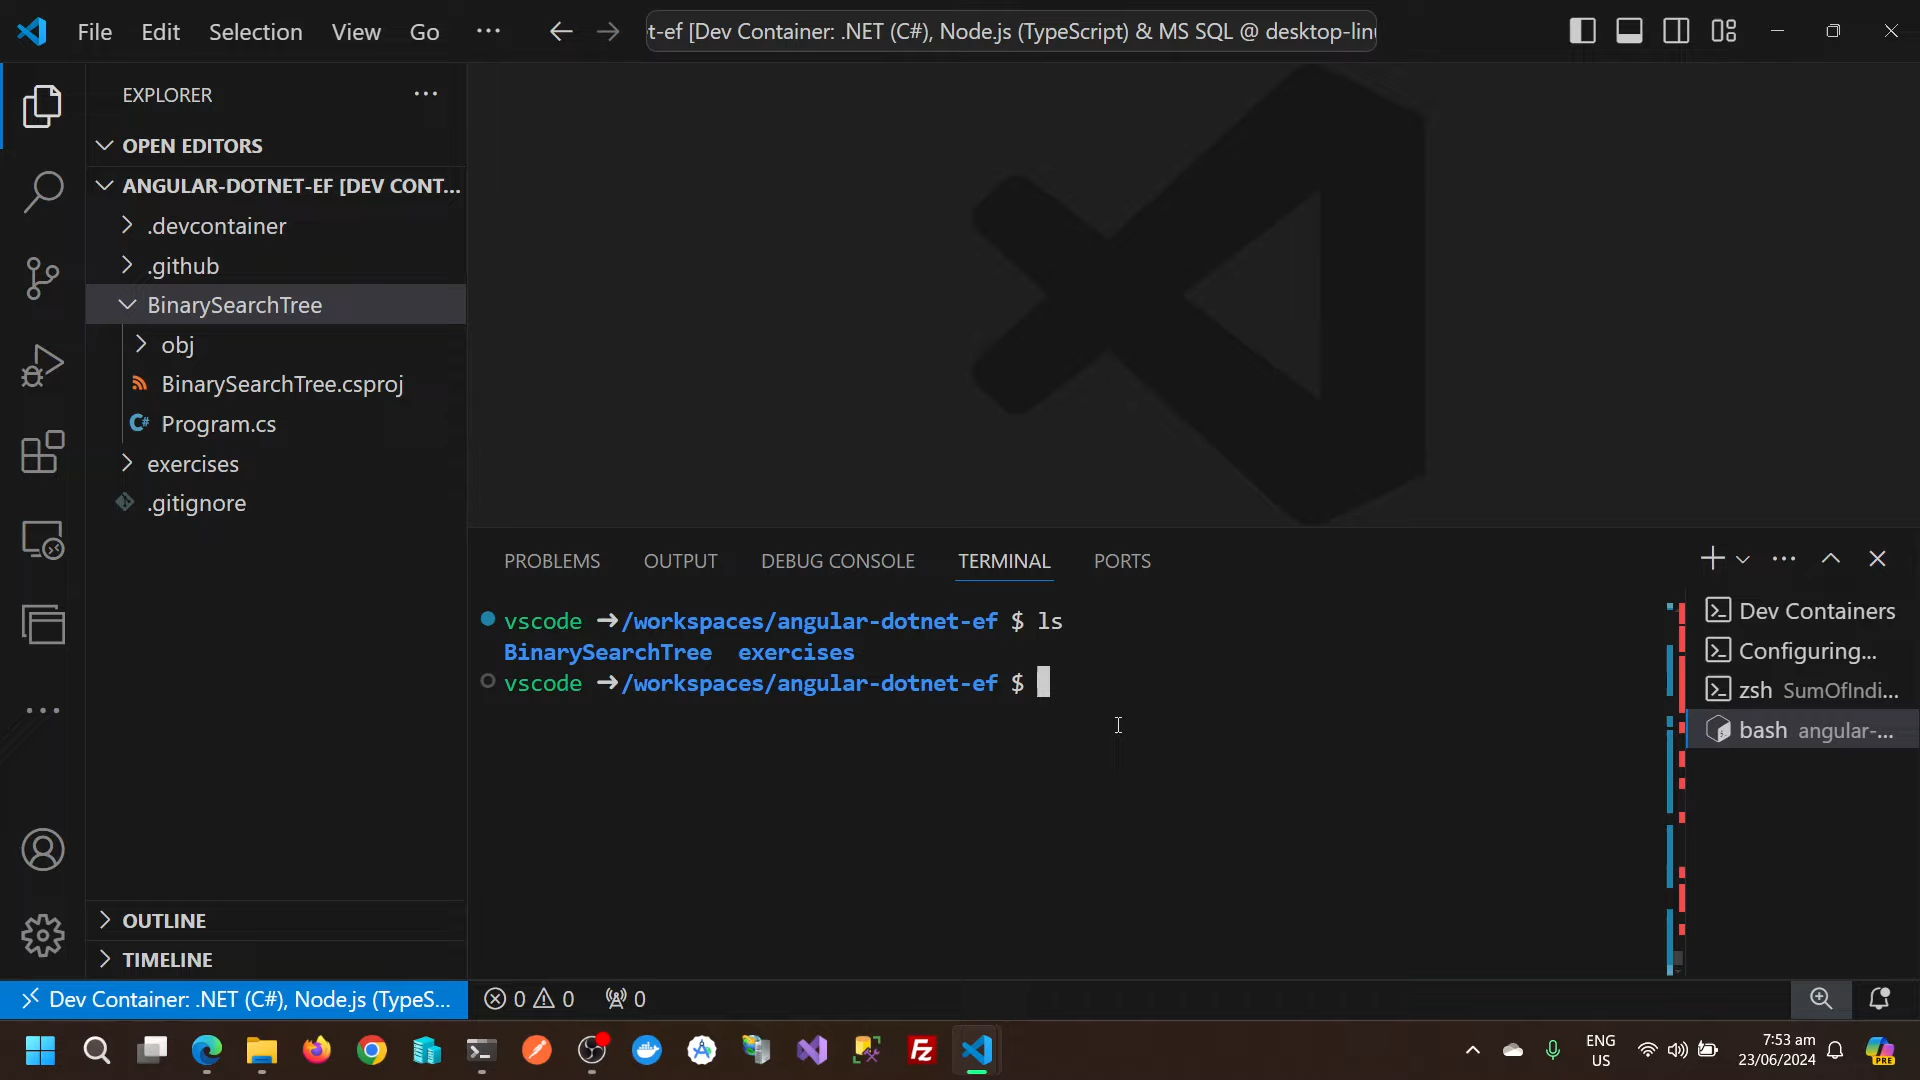 File Edit Selection View Go
t-ef [Dev Container: .NET (C#), Node.js (TypeScript) & MS SQL @ desktop-linu
EXPLORER
OPEN EDITORS
ANGULAR-DOTNET-EF [DEV CONT...
.devcontainer
.github
BinarySearchTree
obj
BinarySearchTree.csproj
C# Program.cs
exercises
.gitignore
OUTLINE
TIMELINE
PROBLEMS OUTPUT DEBUG CONSOLE TERMINAL PORTS
vscode ➜/workspaces/angular-dotnet-ef $ ls
BinarySearchTree exercises
vscode ➜/workspaces/angular-dotnet-ef $
Dev Containers
Configuring...
zsh SumOfIndi...
bash angular-...
Dev Container: .NET (C#), Node.js (TypeS... 0 0 0
Fz
ENG
US
7:53 am
23/06/2024
PRE